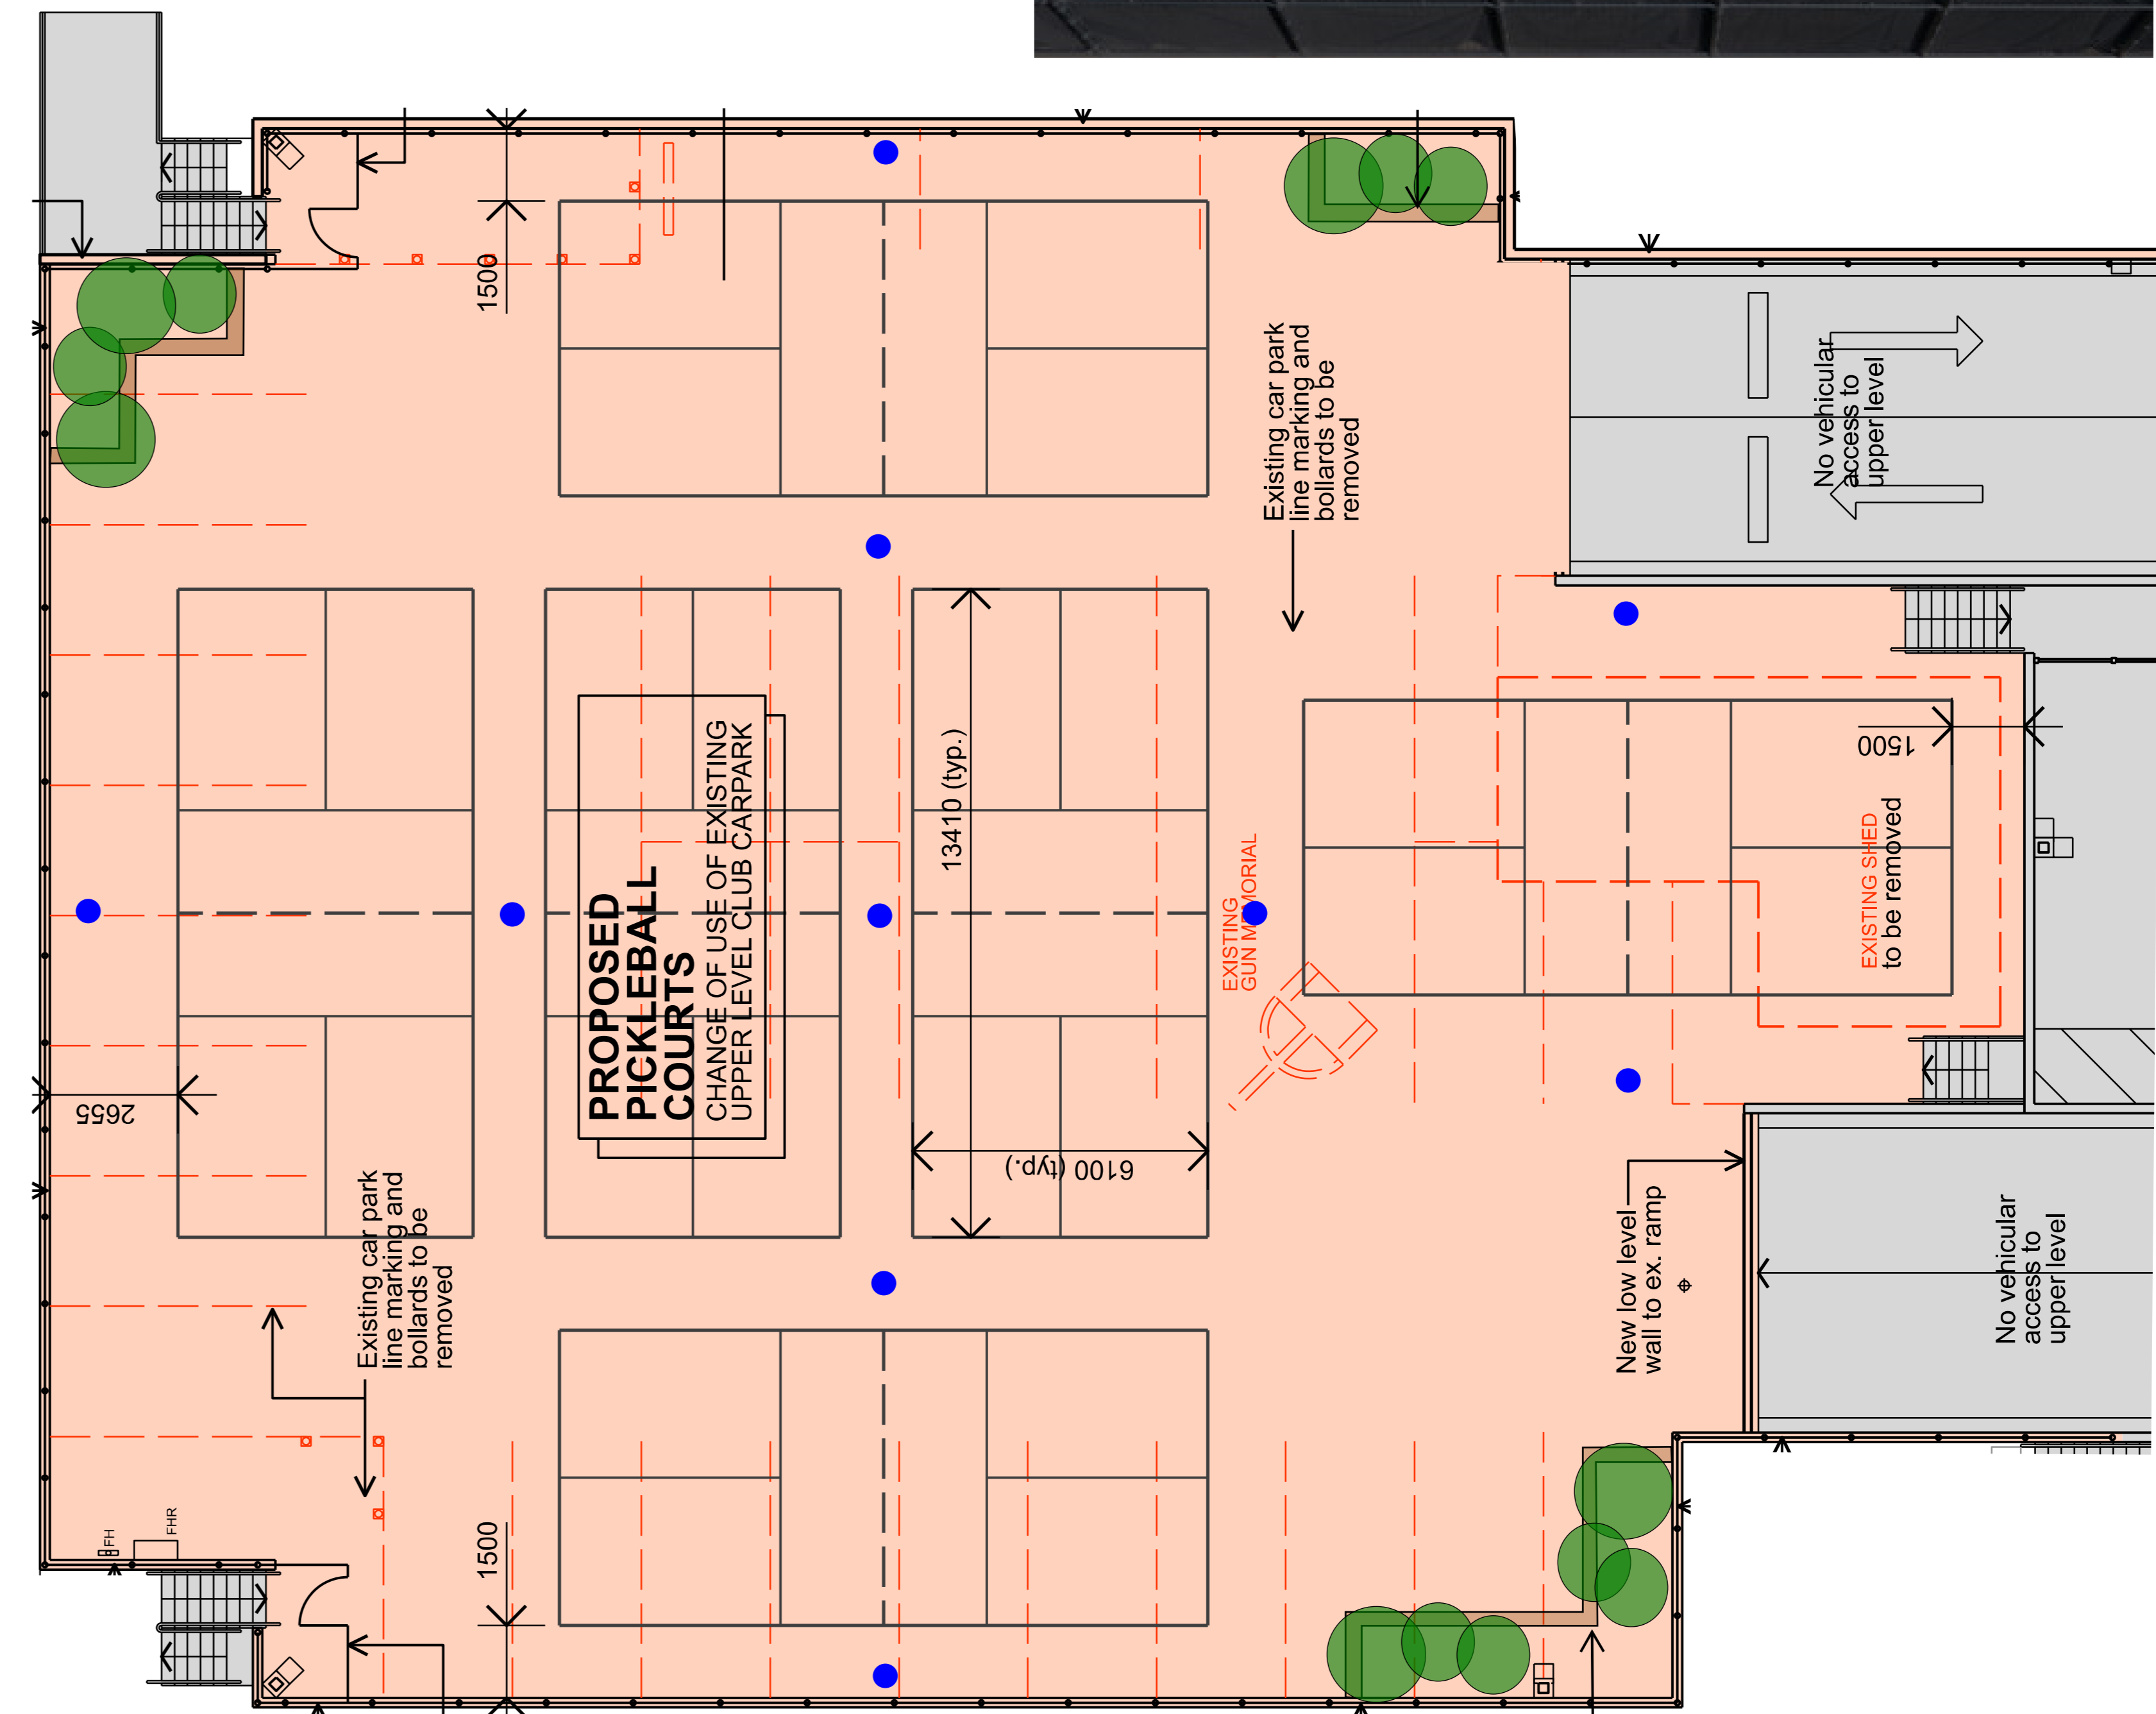 1500
Existing car park
line marking and
bollards to be
removed
No vehicular
access to
upper level
PROPOSED
PICKLEBALL
COURTS
CHANGE OF USE OF EXISTING
UPPER LEVEL CLUB CARPARK
13410 (typ.)
6100 (typ.)
EXISTING
GUN MEMORIAL
1500
EXISTING SHED
to be removed
2655
Existing car park
line marking and
bollards to be
removed
New low level
wall to ex. ramp
No vehicular
access to
upper level
FH
FHR
1500